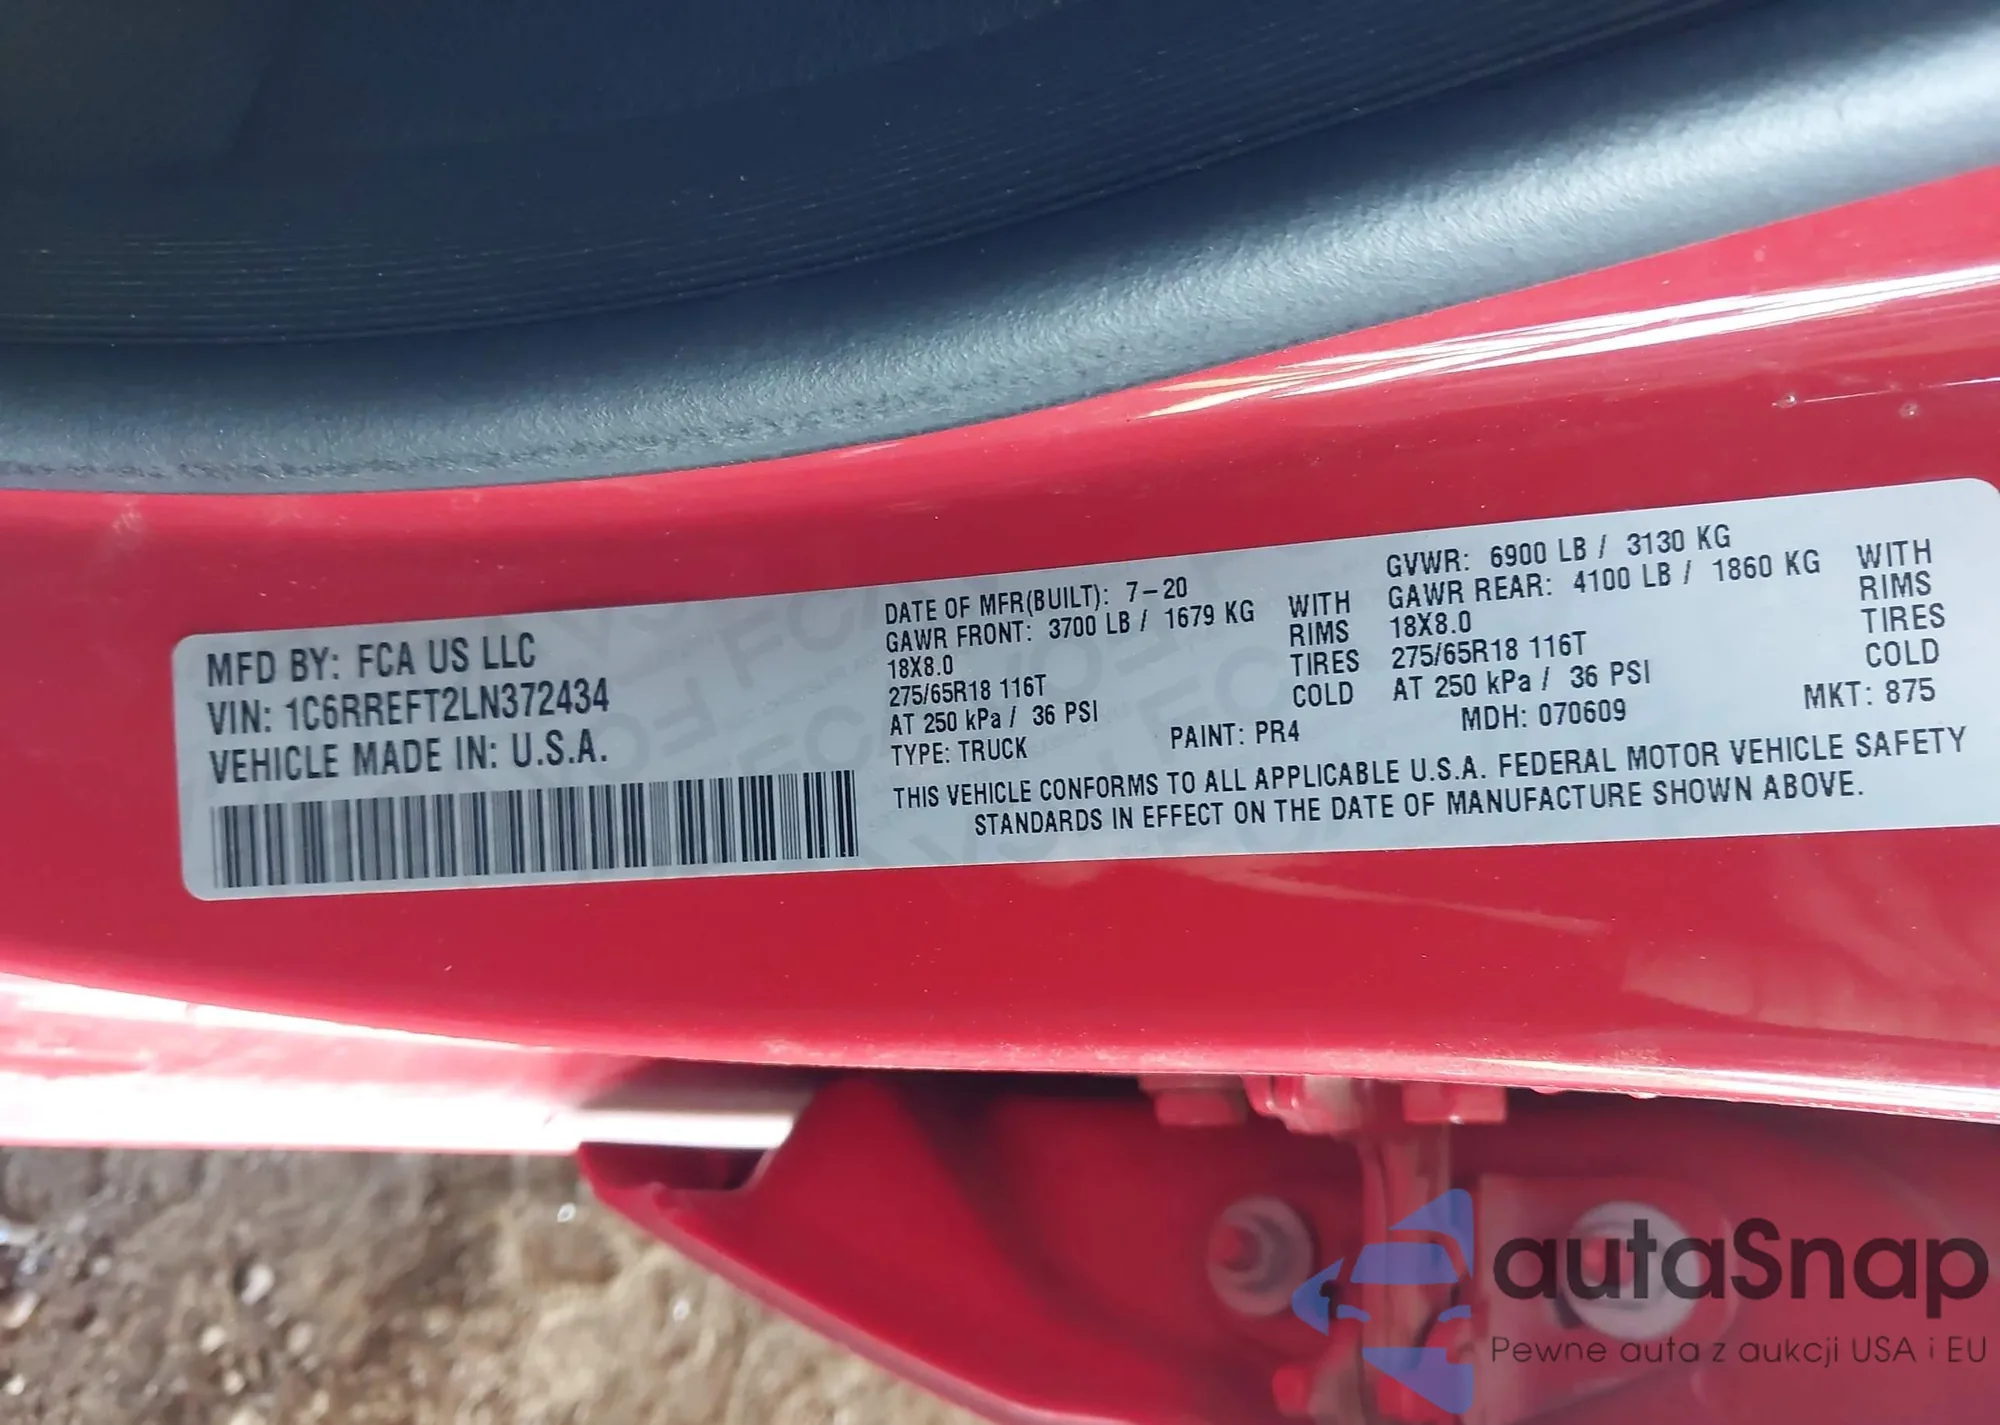 MFD BY: FCA US LLC
VIN: 1C6RREFT2LN372434
VEHICLE MADE IN: U.S.A.
DATE OF MFR(BUILT): 7-20
GVWR: 6900 LB / 3130 KG
GAWR FRONT: 3700 LB / 1679 KG WITH
GAWR REAR: 4100 LB / 1860 KG WITH
18X8.0 RIMS
18X8.0 RIMS
275/65R18 116T TIRES
275/65R18 116T TIRES
AT 250 kPa / 36 PSI COLD
AT 250 kPa / 36 PSI COLD
TYPE: TRUCK PAINT: PR4 MDH: 070609 MKT: 875
THIS VEHICLE CONFORMS TO ALL APPLICABLE U.S.A. FEDERAL MOTOR VEHICLE SAFETY
STANDARDS IN EFFECT ON THE DATE OF MANUFACTURE SHOWN ABOVE.
autaSnap
Pewne auta z aukcji USA i EU